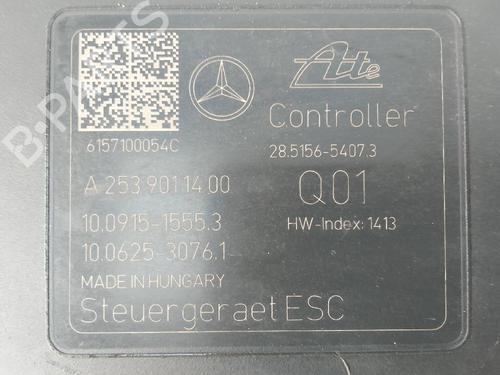 Ate
Controller
6157100054C
28.5156-5407.3
A 253 901 14 00
Q01
10.0915-1555.3
HW-Index: 1413
10.0625-3076.1
MADE IN HUNGARY
Steuergeraet ESC
B-PARTS